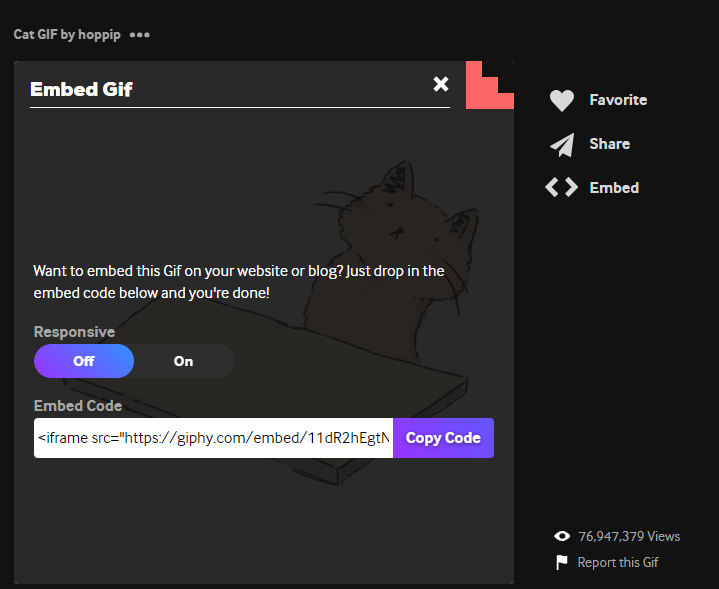 Cat GIF by hoppip
Embed Gif
Favorite
Share
Embed
Want to embed this Gif on your website or blog? Just drop in the
embed code below and you're done!
Responsive
Off On
Embed Code
<iframe src="https://giphy.com/embed/11dR2hEgtN Copy Code
76,947,379 Views
Report this Gif